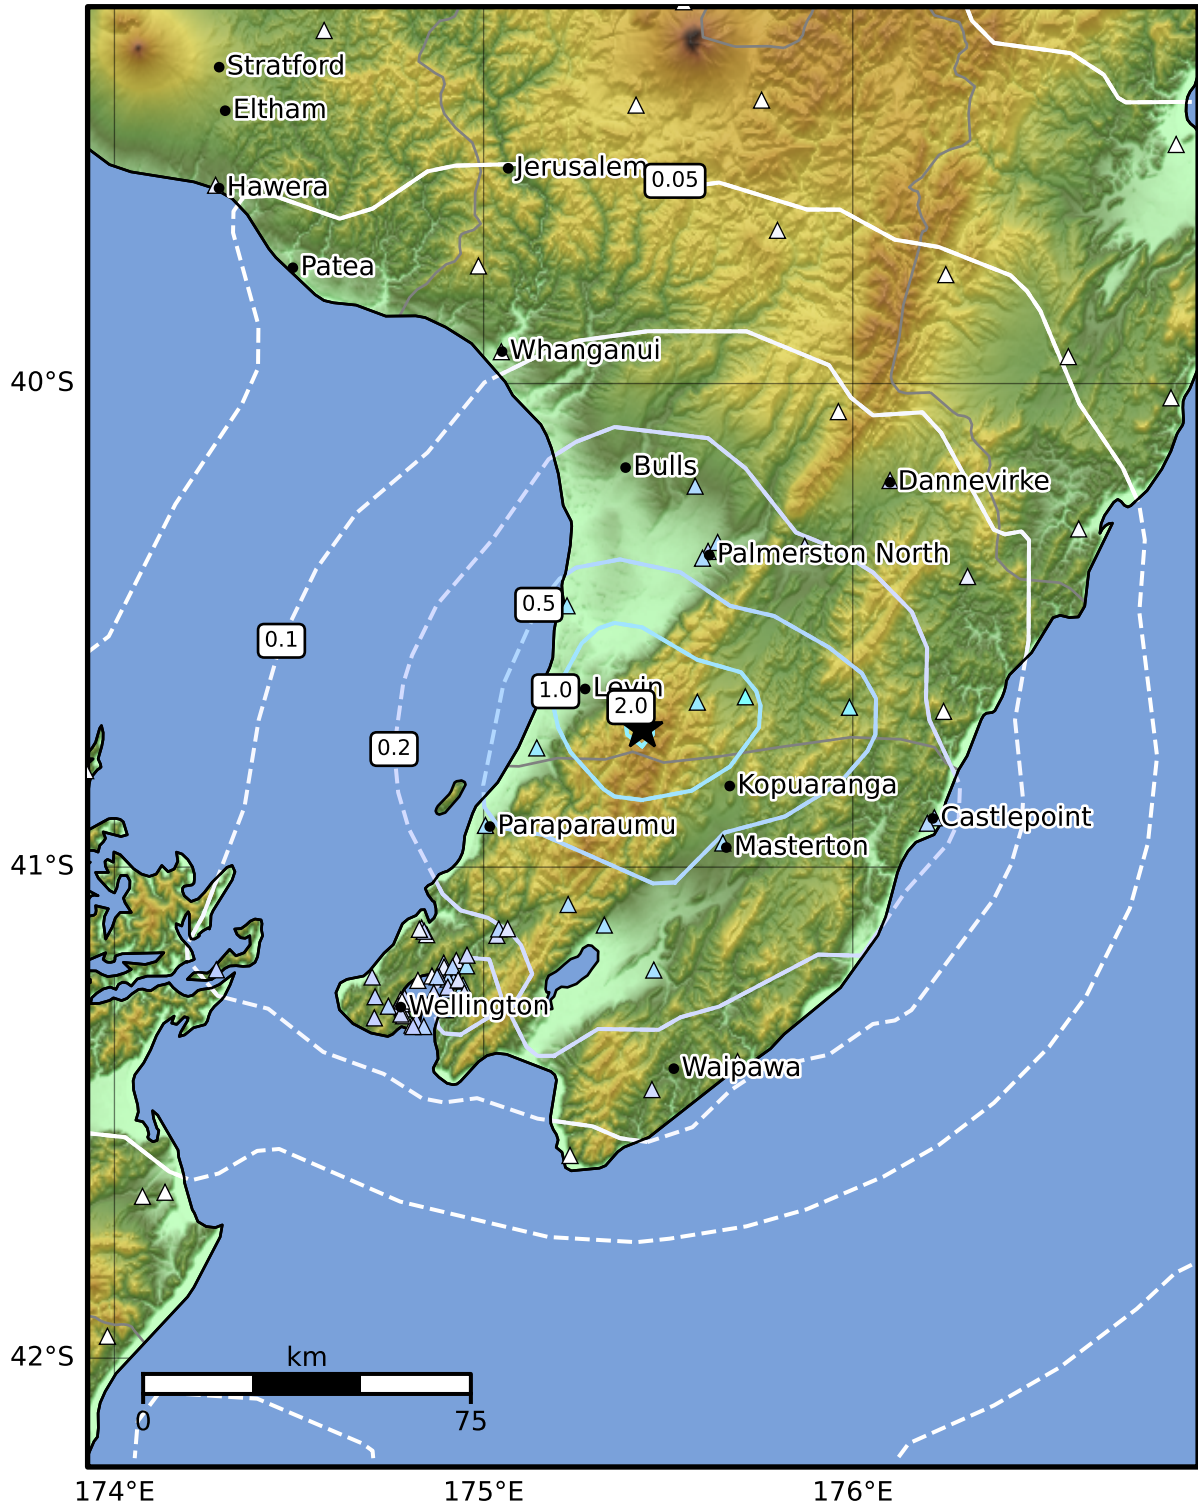 Stratford
Eltham
Jerusalem
0.05
Hawera
Patea
Whanganui
40°S
Bulls
Dannevirke
Palmerston North
0.5
0.1
Levin
1.0
2.0
0.2
Kopuaranga
Castlepoint
Paraparaumu
Masterton
41°S
Wellington
Waipawa
42°S
km
0 75
174°E 175°E 176°E